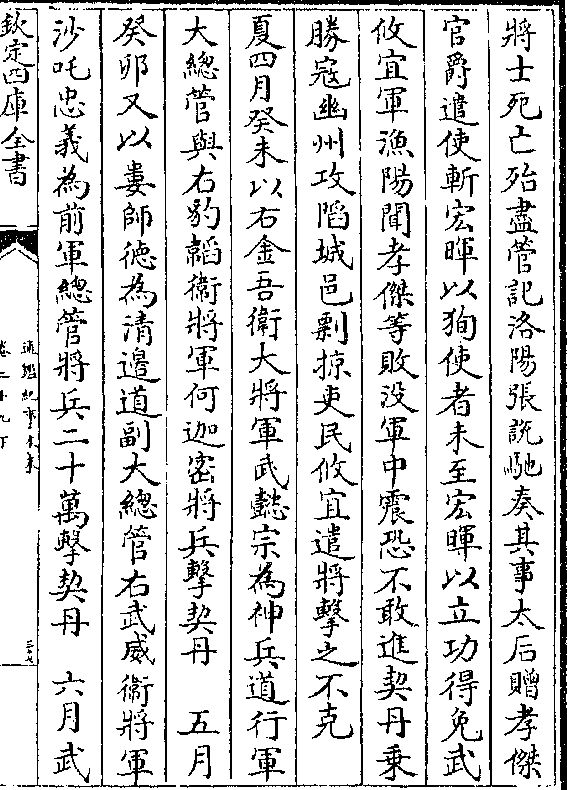 將士死亡殆盡管記洛陽張說馳奏其事太后贈孝傑
官爵遣使斬宏暉以狥使者未至宏暉以立功得免武
攸宜軍漁陽聞孝傑等敗没軍中震恐不敢進契丹乗
勝寇幽州攻陷城邑剽掠吏民攸宜遣將擊之不克
夏四月癸未以右金吾衛大將軍武懿宗為神兵道行軍
大總管與右豹韜衛將軍何迦密將兵擊契丹　五月
癸卯又以婁師徳為清邊道副大總管右武威衛將軍
沙吒忠義為前軍總管將兵二十萬擊契丹　六月武
欽定四庫全書
通鑑紀事本末
卷二十九下
三十七